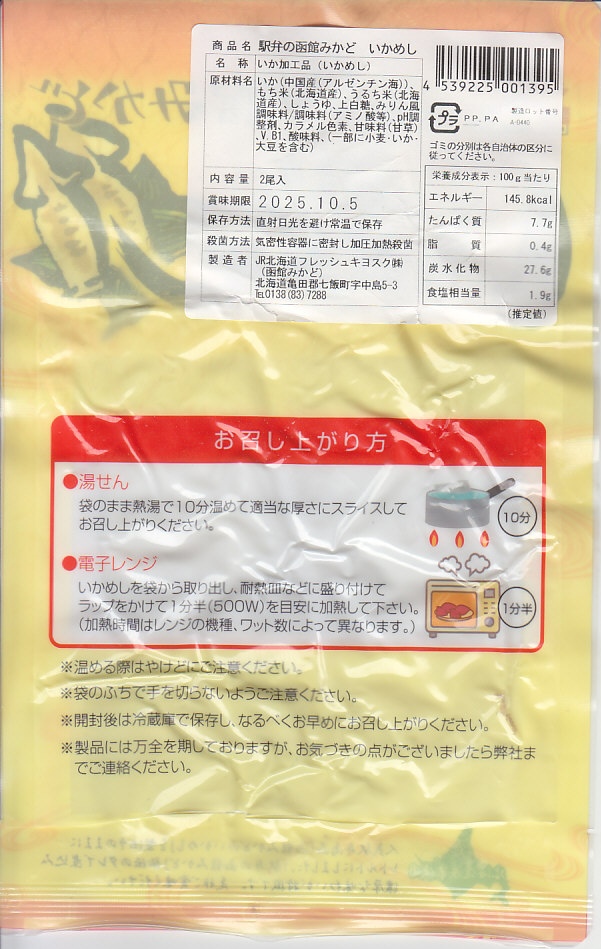 商品名 駅弁の函館みかど いかめし
名称 いか加工品(いかめし)
原材料名 いか(中国産(アルゼンチン海))、
もち米(北海道産)、うるち米(北海
道産)、しょうゆ、上白糖、みりん風
調味料/調味料(アミノ酸等)、pH調
整剤、カラメル色素、甘味料(甘草)
、V.B1、酸味料、(一部に小麦・いか・
大豆を含む)
内容量 2尾入
賞味期限 2025.10.5
保存方法 直射日光を避け常温で保存
殺菌方法 気密性容器に密封し加圧加熱殺菌
製造者 JR北海道フレッシュキヨスク㈱
(函館みかど)
北海道亀田郡七飯町字中島5-3
℡0138(83)7288
4 539225 001395
プラ PP,PA
製造ロット番号
A-0440
ゴミの分別は各自治体の区分に
従ってください。
栄養成分表示:100g当たり
エネルギー 145.8kcal
たんぱく質 7.7g
脂質 0.4g
炭水化物 27.6g
食塩相当量 1.9g
(推定値)
お召し上がり方
●湯せん
袋のまま熱湯で10分温めて適当な厚さにスライスして
お召し上がりください。
10分
●電子レンジ
いかめしを袋から取り出し、耐熱皿などに盛り付けて
ラップをかけて1分半(500W)を目安に加熱して下さい。
(加熱時間はレンジの機種、ワット数によって異なります。)
1分半
※温める際はやけどにご注意ください。
※袋のふちで手を切らないようご注意ください。
※開封後は冷蔵庫で保存し、なるべくお早めにお召し上がりください。
※製品には万全を期しておりますが、お気づきの点がございましたら弊社ま
でご連絡ください。